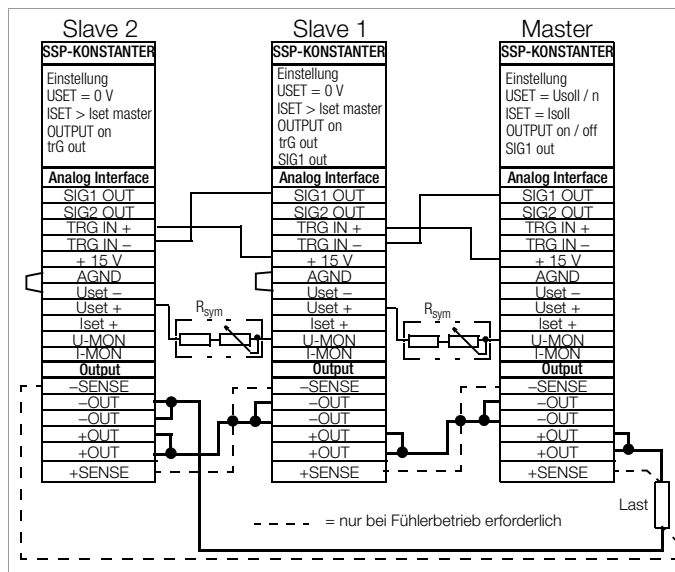 Slave 2
SSP-KONSTANTER
Einstellung
USET = 0 V
ISET > Iset master
OUTPUT on
trG out
Analog Interface
SIG1 OUT
SIG2 OUT
TRG IN +
TRG IN –
+ 15 V
AGND
Uset –
Uset +
Iset +
U-MON
I-MON
Output
–SENSE
–OUT
–OUT
+OUT
+OUT
+SENSE
Rsym
Slave 1
SSP-KONSTANTER
Einstellung
USET = 0 V
ISET > Iset master
OUTPUT on
trG out
SIG1 out
Analog Interface
SIG1 OUT
SIG2 OUT
TRG IN +
TRG IN –
+ 15 V
AGND
Uset –
Uset +
Iset +
U-MON
I-MON
Output
–SENSE
–OUT
–OUT
+OUT
+OUT
+SENSE
Rsym
Master
SSP-KONSTANTER
Einstellung
USET = Usoll / n
ISET = Isoll
OUTPUT on / off
SIG1 out
Analog Interface
SIG1 OUT
SIG2 OUT
TRG IN +
TRG IN –
+ 15 V
AGND
Uset –
Uset +
Iset +
U-MON
I-MON
Output
–SENSE
–OUT
–OUT
+OUT
+OUT
+SENSE
Last
= nur bei Fühlerbetrieb erforderlich